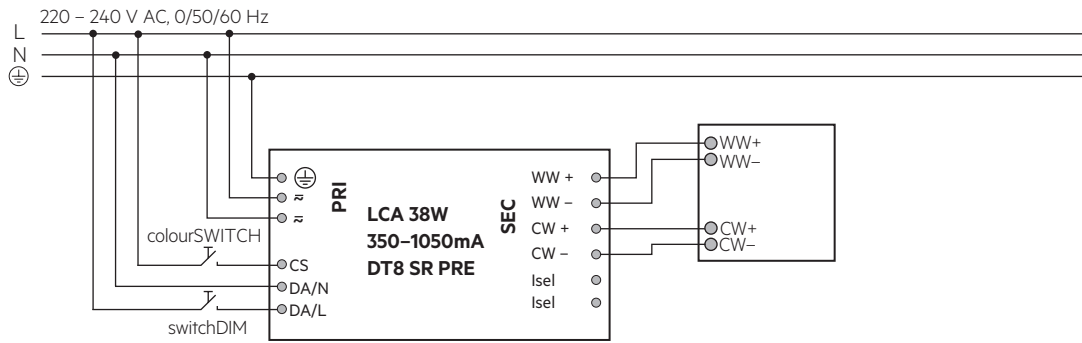 220 – 240 V AC, 0/50/60 Hz
L
N
PRI
LCA 38W
350–1050mA
DT8 SR PRE
SEC
colourSWITCH
CS
DA/N
DA/L
switchDIM
WW +
WW –
CW +
CW –
Isel
Isel
WW+
WW–
CW+
CW–